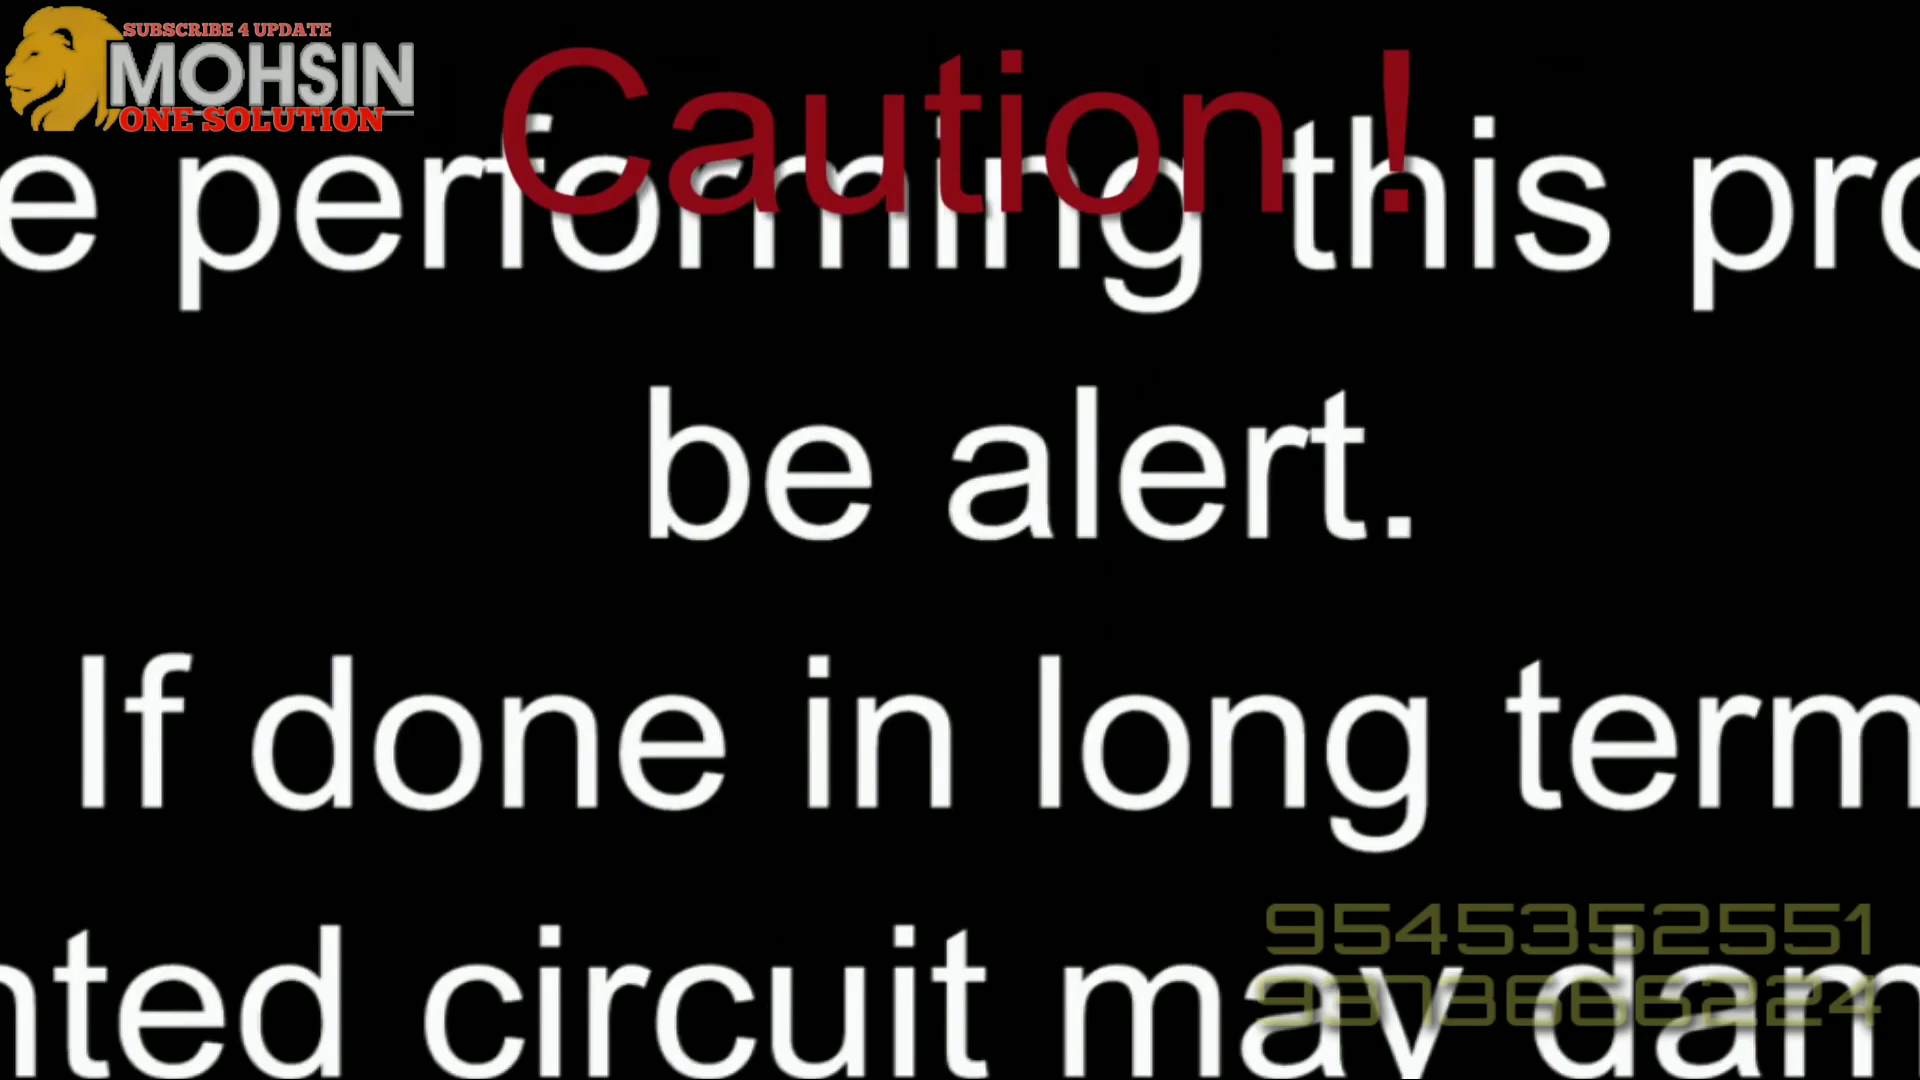 SUBSCRIBE 4 UPDATE
MOHSIN
ONE SOLUTION
Caution !
e performing this pro
be alert.
If done in long term
nted circuit may dam
9545352551
9373666224